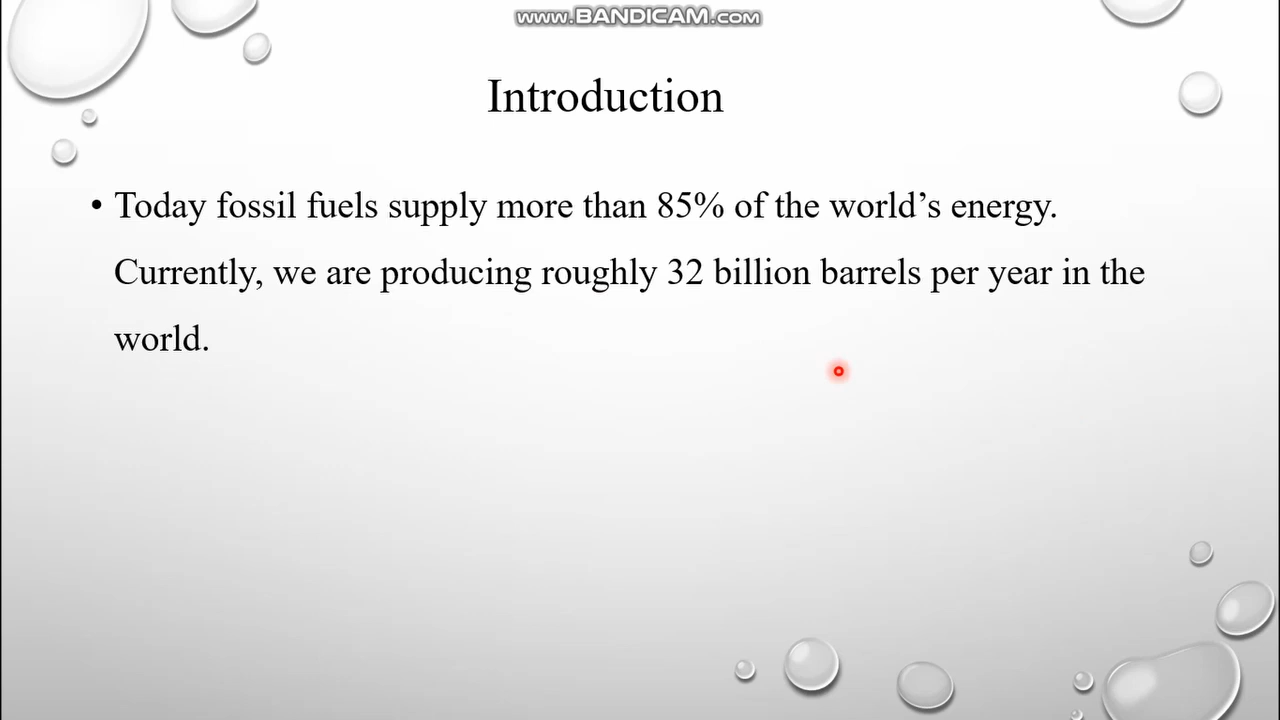 www.BANDICAM.com
Introduction
• Today fossil fuels supply more than 85% of the world’s energy.
Currently, we are producing roughly 32 billion barrels per year in the
world.